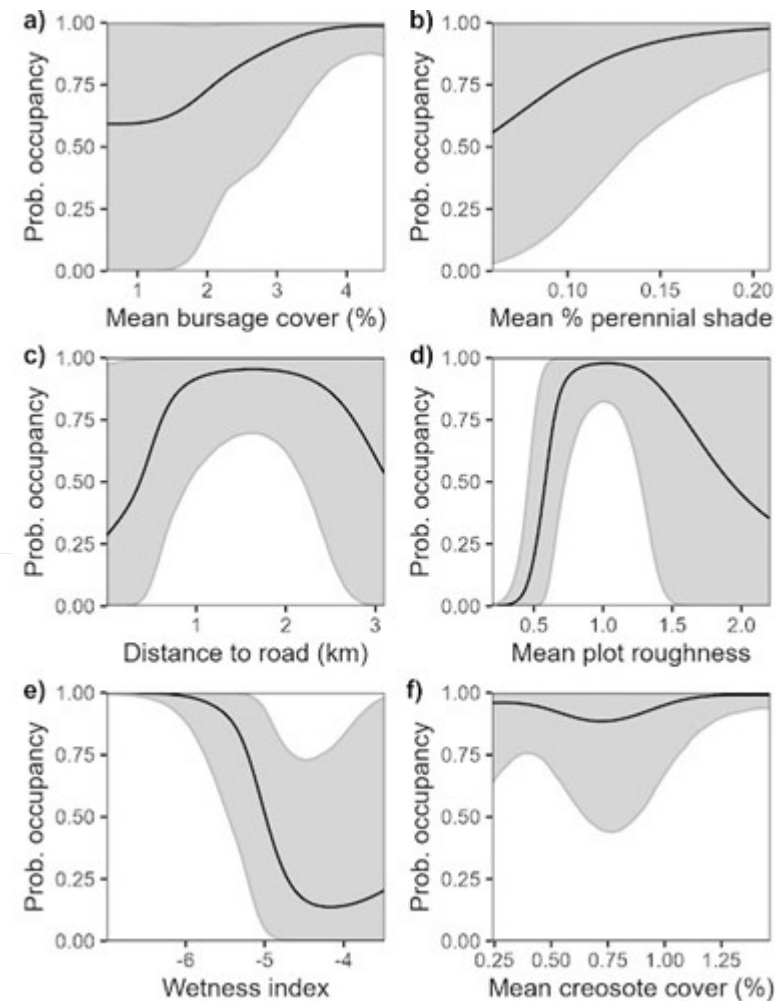 a) b)
Prob. occupancy
1.00
0.75
0.50
0.25
0.00
1 2 3 4
Mean bursage cover (%)
Prob. occupancy
1.00
0.75
0.50
0.25
0.00
0.10 0.15 0.20
Mean % perennial shade
c) d)
Prob. occupancy
1.00
0.75
0.50
0.25
0.00
1 2 3
Distance to road (km)
Prob. occupancy
1.00
0.75
0.50
0.25
0.00
0.5 1.0 1.5 2.0
Mean plot roughness
e) f)
Prob. occupancy
1.00
0.75
0.50
0.25
0.00
-6 -5 -4
Wetness index
Prob. occupancy
1.00
0.75
0.50
0.25
0.00
0.25 0.50 0.75 1.00 1.25
Mean creosote cover (%)